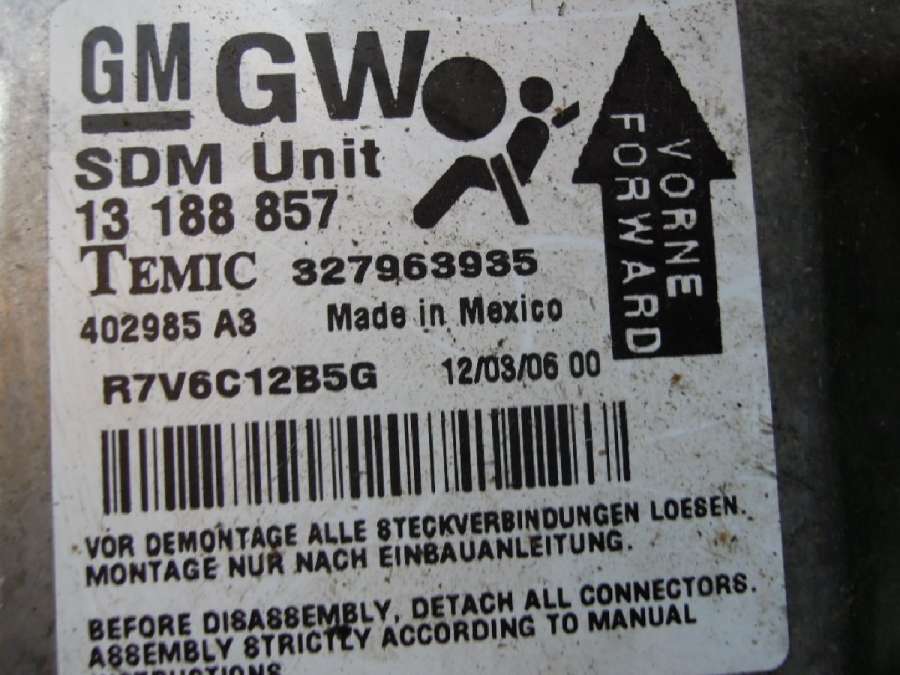 GM GW
SDM Unit
13 188 857
TEMIC 327963935
402985 A3 Made in Mexico
R7V6C12B5G 12/03/06 00
VORNE
FORWARD
VOR DEMONTAGE ALLE STECKVERBINDUNGEN LOESEN.
MONTAGE NUR NACH EINBAUANLEITUNG.
BEFORE DISASSEMBLY, DETACH ALL CONNECTORS.
ASSEMBLY STRICTLY ACCORDING TO MANUAL
INSTRUCTIONS